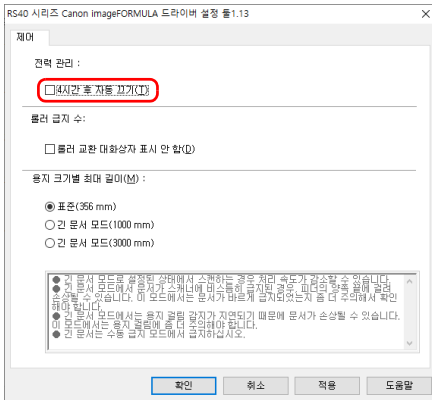 RS40 시리즈 Canon imageFORMULA 드라이버 설정 툴1.13
제어
전력 관리 :
4시간 후 자동 끄기(T)
롤러 급지 수:
롤러 교환 대화상자 표시 안 함(D)
용지 크기별 최대 길이(M) :
표준(356 mm)
긴 문서 모드(1000 mm)
긴 문서 모드(3000 mm)
● 긴 문서 모드로 설정된 상태에서 스캔하는 경우 처리 속도가 감소할 수 있습니다.
● 긴 문서 모드에서 문서가 스캐너에 비스듬히 급지된 경우, 피더의 양쪽 끝에 걸려
손상될 수 있습니다. 이 모드에서는 문서가 바르게 급지되었는지 좀 더 주의해서 확인
해야 합니다.
● 긴 문서 모드에서는 용지 걸림 감지가 지연되기 때문에 문서가 손상될 수 있습니다.
이 모드에서는 용지 걸림에 좀 더 주의해야 합니다.
● 긴 문서는 수동 급지 모드에서 급지하십시오.
확인 취소 적용 도움말